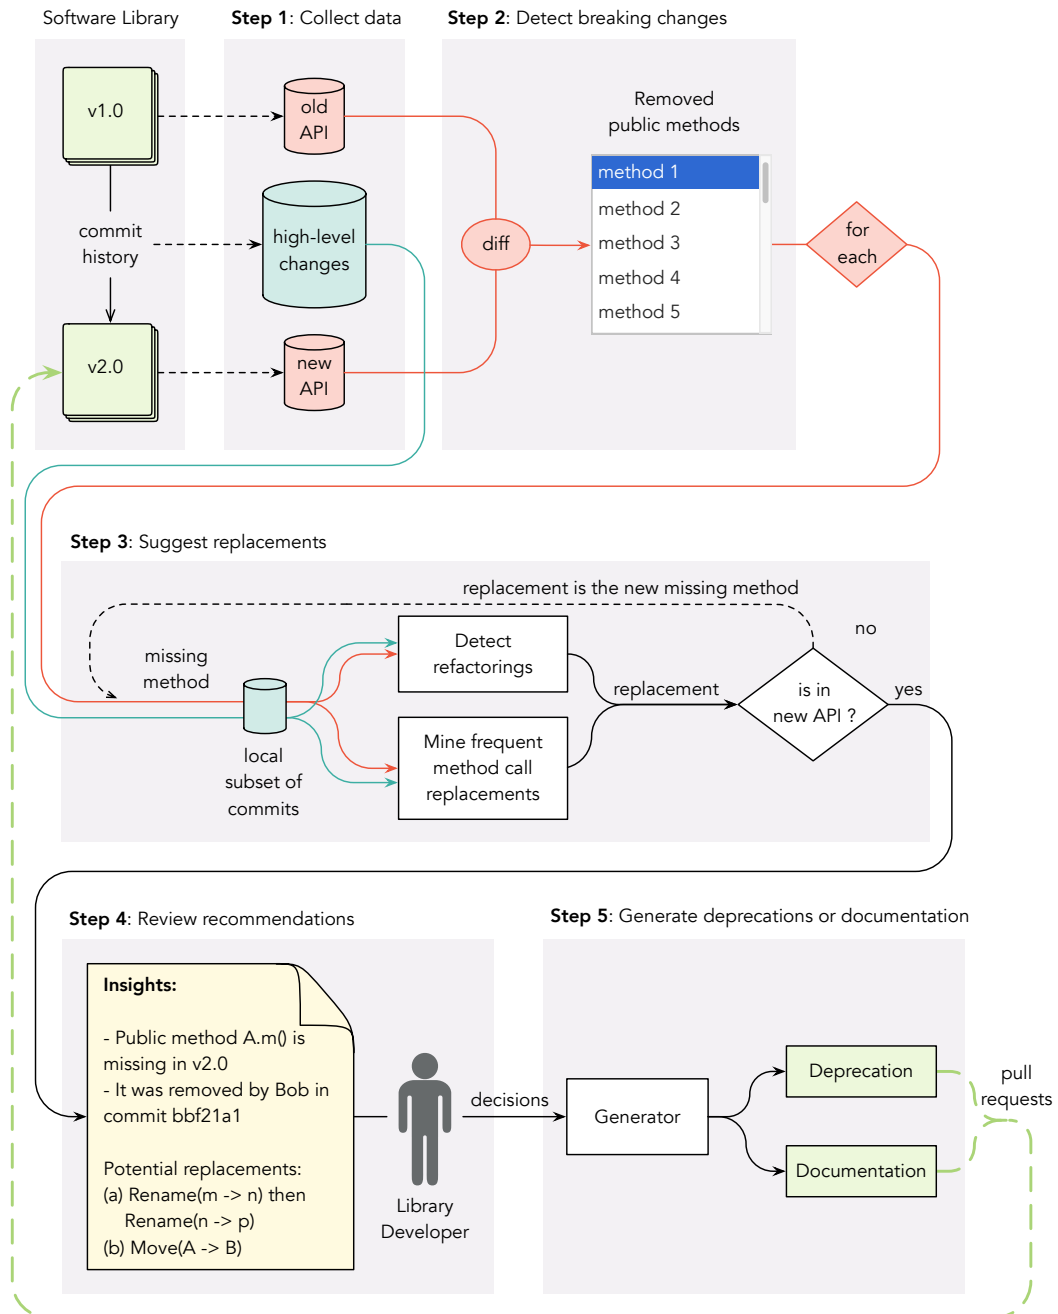 Software Library
Step 1: Collect data
Step 2: Detect breaking changes
v1.0
old
API
Removed
public methods
method 1
method 2
method 3
method 4
method 5
commit
history
high-level
changes
diff
for
each
v2.0
new
API
Step 3: Suggest replacements
replacement is the new missing method
no
missing
method
Detect
refactorings
replacement
is in
new API ?
yes
Mine frequent
method call
replacements
local
subset of
commits
Step 4: Review recommendations
Step 5: Generate deprecations or documentation
Insights:
- Public method A.m() is
missing in v2.0
- It was removed by Bob in
commit bbf21a1
Potential replacements:
(a) Rename(m -> n) then
Rename(n -> p)
(b) Move(A -> B)
Library
Developer
decisions
Generator
Deprecation
Documentation
pull
requests